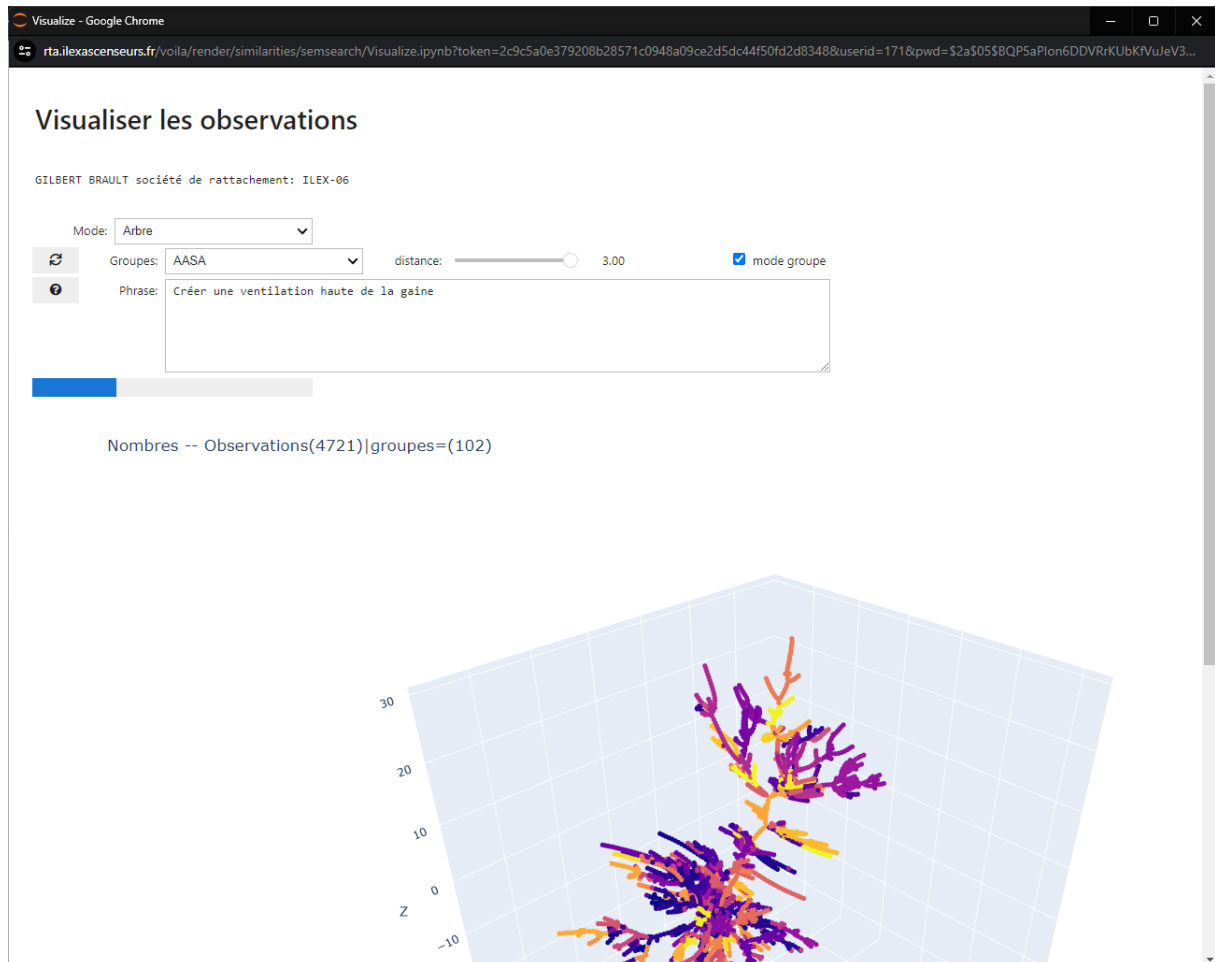 Visualize - Google Chrome
rta.ilexascenseurs.fr/voila/render/similarities/semsearch/Visualize.ipynb?token=2c9c5a0e379208b28571c0948a09ce2d5dc44f50fd2d8348&userid=171&pwd=$2a$05$BQP5aPIon6DDVRrKUbKfVuJeV3...
Visualiser les observations
GILBERT BRAULT société de rattachement: ILEX-06
Mode: Arbre
Groupes: AASA distance: 3.00 mode groupe
Phrase: Créer une ventilation haute de la gaine
Nombres -- Observations(4721)|groupes=(102)
30
20
10
0
Z
−10